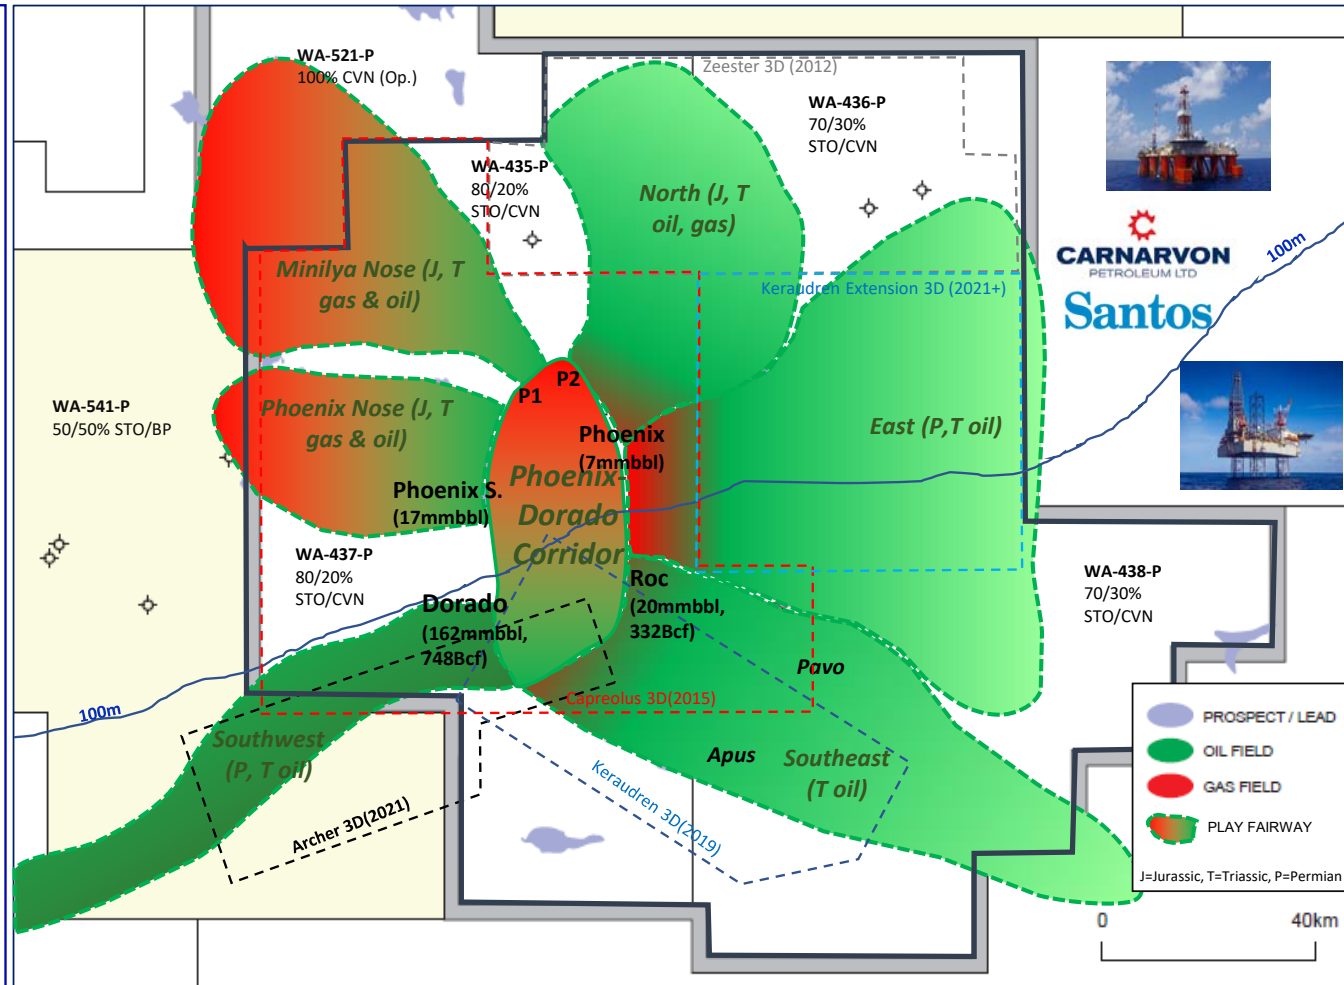 WA-521-P
100% CVN (Op.)
Zeester 3D (2012)
WA-436-P
70/30%
STO/CVN
WA-435-P
80/20%
STO/CVN
North (J, T
oil, gas)
CARNARVON
PETROLEUM LTD
Santos
100m
Minilya Nose (J, T
gas & oil)
Keraudren Extension 3D (2021+)
P2
P1
WA-541-P
50/50% STO/BP
Phoenix Nose (J, T
gas & oil)
East (P,T oil)
Phoenix
(7mmbbl)
Phoenix-
Dorado
Corridor
Phoenix S.
(17mmbbl)
WA-437-P
80/20%
STO/CVN
Roc
(20mmbbl,
332Bcf)
WA-438-P
70/30%
STO/CVN
Dorado
(162mmbbl,
748Bcf)
Pavo
Capreolus 3D(2015)
100m
Southwest
(P, T oil)
Apus
Southeast
(T oil)
Keraudren 3D(2019)
Archer 3D(2021)
PROSPECT / LEAD
OIL FIELD
GAS FIELD
PLAY FAIRWAY
J=Jurassic, T=Triassic, P=Permian
0
40km